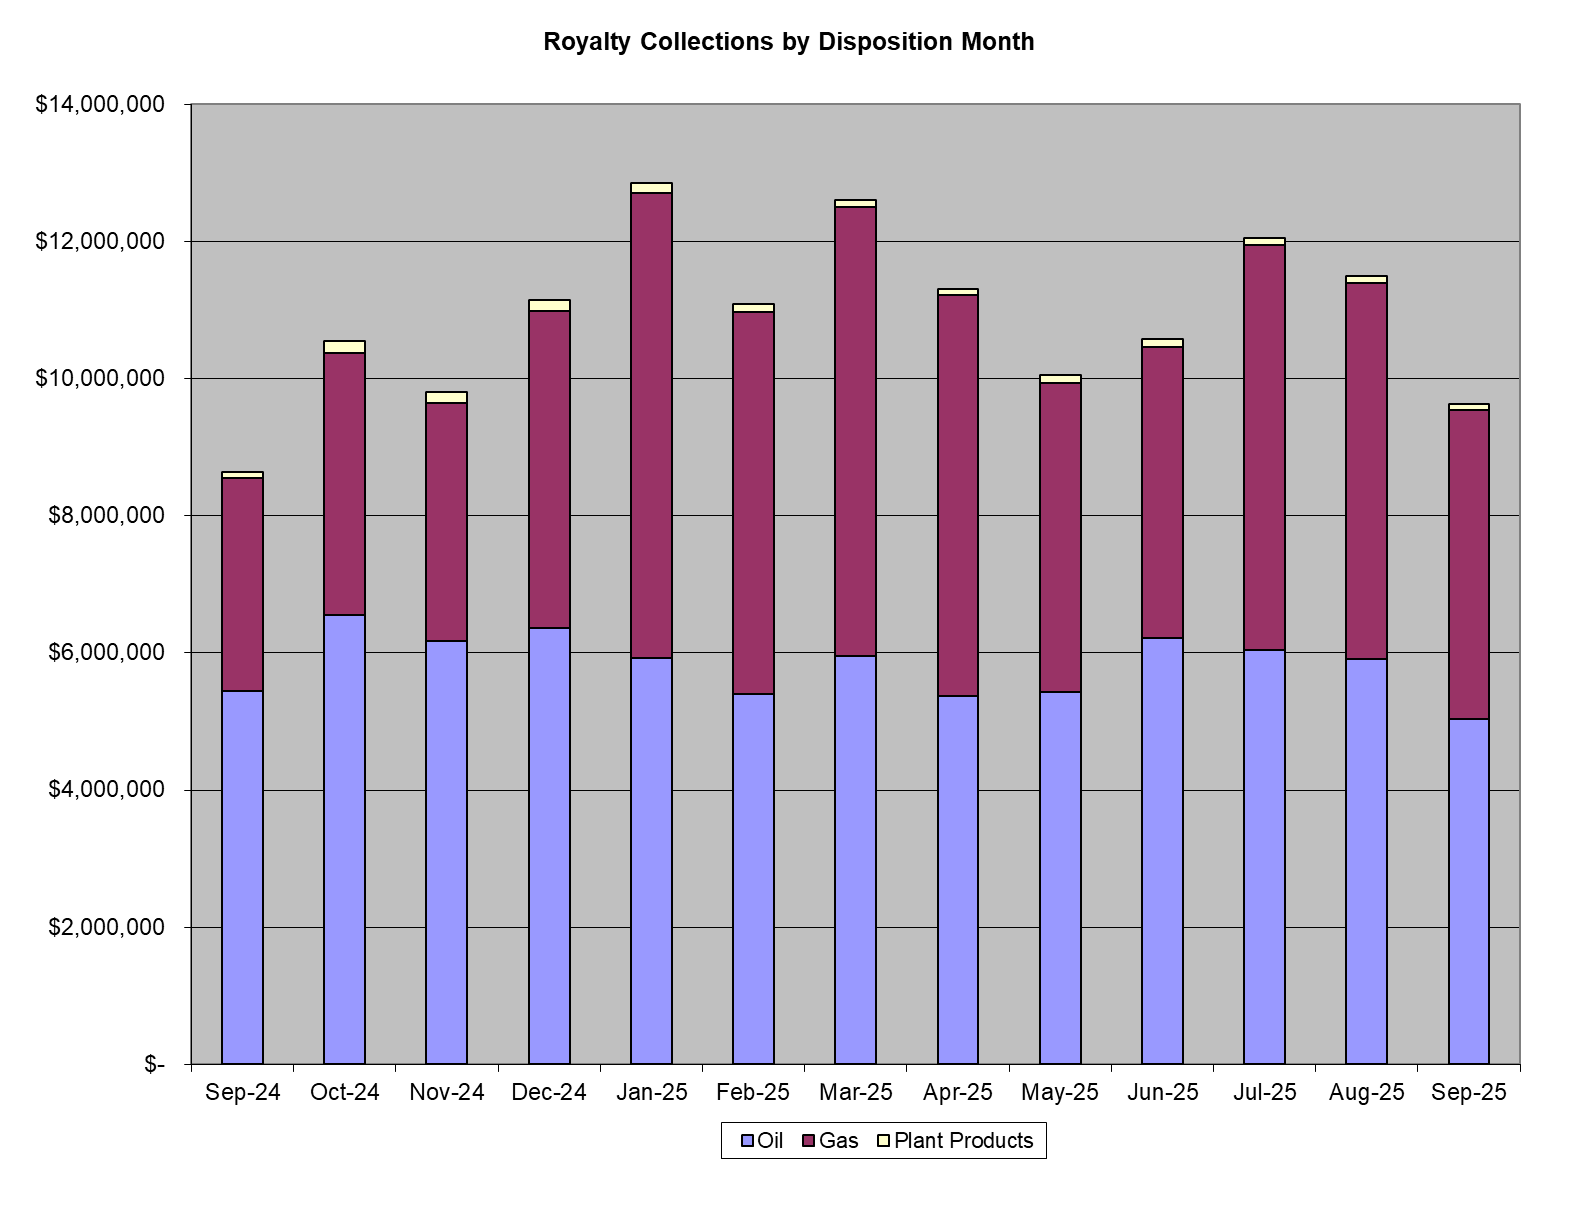 Royalty Collections by Disposition Month
$14,000,000
$12,000,000
$10,000,000
$8,000,000
$6,000,000
$4,000,000
$2,000,000
$-
Sep-24 Oct-24 Nov-24 Dec-24 Jan-25 Feb-25 Mar-25 Apr-25 May-25 Jun-25 Jul-25 Aug-25 Sep-25
Oil Gas Plant Products